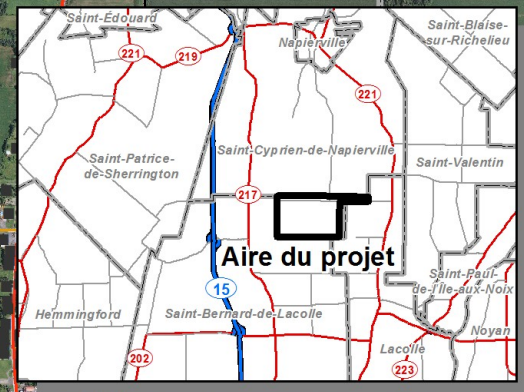 Saint-Édouard
Saint-Blaise-
sur-Richelieu
Napierville
221
219
221
Saint-Patrice-
de-Sherrington
Saint-Cyprien-de-Napierville
Saint-Valentin
217
Aire du projet
15
Saint-Paul-
de-l'Île-aux-Noix
Hemmingford
Saint-Bernard-de-Lacolle
Noyan
Lacolle
202
223